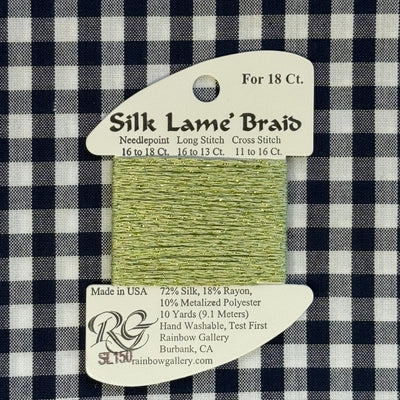 For 18 Ct.
Silk Lamé Braid
Needlepoint Long Stitch Cross Stitch
16 to 18 Ct. 16 to 13 Ct. 11 to 16 Ct.
Made in USA 72% Silk, 18% Rayon,
10% Metalized Polyester
10 Yards (9.1 Meters)
Hand Washable, Test First
Rainbow Gallery
Burbank, CA
rainbowgallery.com
RG
SL150